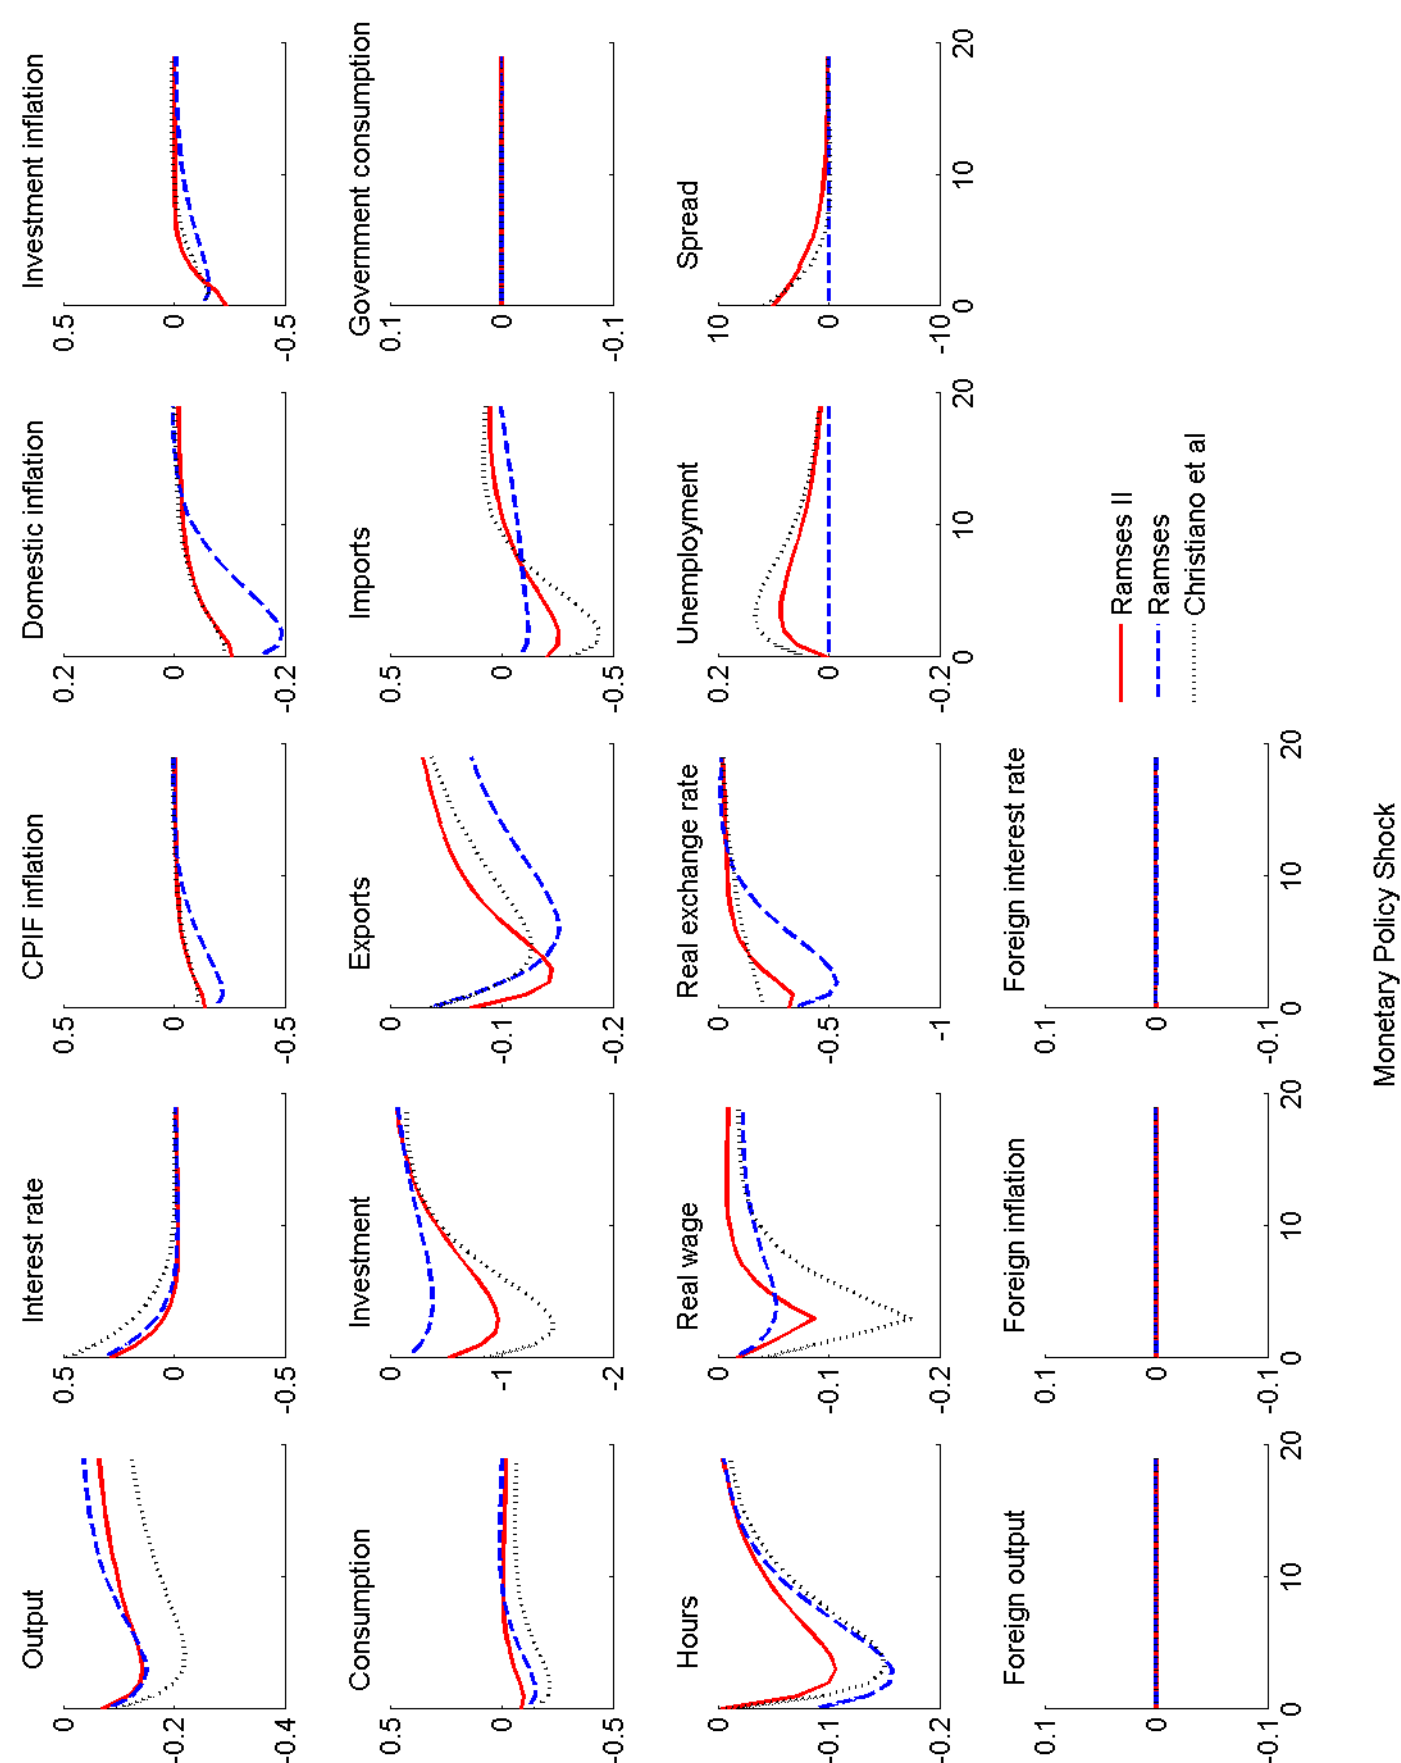 Output
0
-0.2
-0.4
Interest rate
0.5
0
-0.5
CPIF inflation
0.5
0
-0.5
Domestic inflation
0.2
0
-0.2
Investment inflation
0.5
0
-0.5
Consumption
0.5
0
-0.5
Investment
0
-1
-2
Exports
0
-0.1
-0.2
Imports
0.5
0
-0.5
Government consumption
0.1
0
-0.1
Hours
0
-0.1
-0.2
Real wage
0
-0.1
-0.2
Real exchange rate
0
-0.5
-1
Unemployment
0.2
0
-0.2
0 10 20
Spread
10
0
-10
0 10 20
Foreign output
0.1
0
-0.1
0 10 20
Foreign inflation
0.1
0
-0.1
0 10 20
Foreign interest rate
0.1
0
-0.1
0 10 20
Ramses II
Ramses
Christiano et al
Monetary Policy Shock